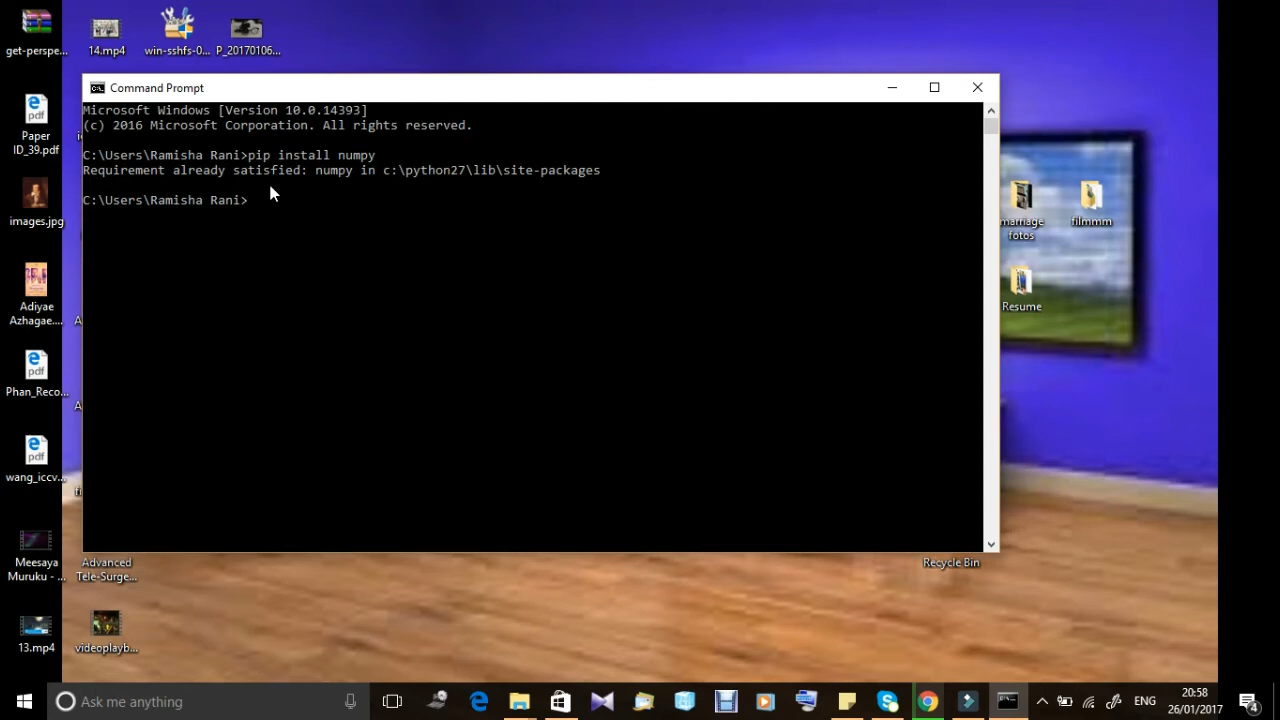 get-perspe...
14.mp4
win-sshfs-0...
P_20170106...
Command Prompt
Microsoft Windows [Version 10.0.14393]
(c) 2016 Microsoft Corporation. All rights reserved.
C:\Users\Ramisha Rani>pip install numpy
Requirement already satisfied: numpy in c:\python27\lib\site-packages
C:\Users\Ramisha Rani>
Paper
ID_39.pdf
images.jpg
Adiyae
Azhagae....
Phan_Reco...
wang_iccv...
Meesaya
Muruku - ...
13.mp4
Advanced
Tele-Surge...
videoplayb...
marriage
fotos
filmmm
Resume
Recycle Bin
Ask me anything
ENG
20:58
26/01/2017
4